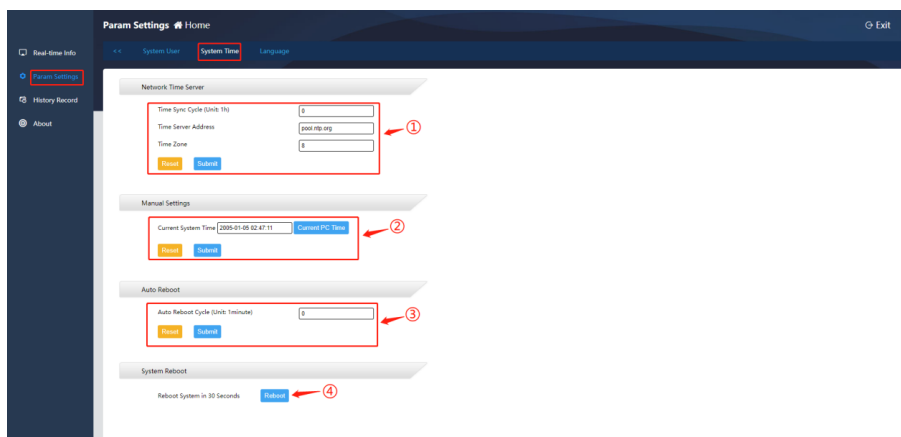 Param Settings Home
Exit
Real-time Info
Param Settings
History Record
About
<< System User System Time Language
Network Time Server
Time Sync Cycle (Unit: 1h) 0
Time Server Address pool.ntp.org
Time Zone 8
Reset Submit
①
Manual Settings
Current System Time 2005-01-05 02:47:11 Current PC Time
Reset Submit
②
Auto Reboot
Auto Reboot Cycle (Unit: 1minute) 0
Reset Submit
③
System Reboot
Reboot System in 30 Seconds Reboot
④